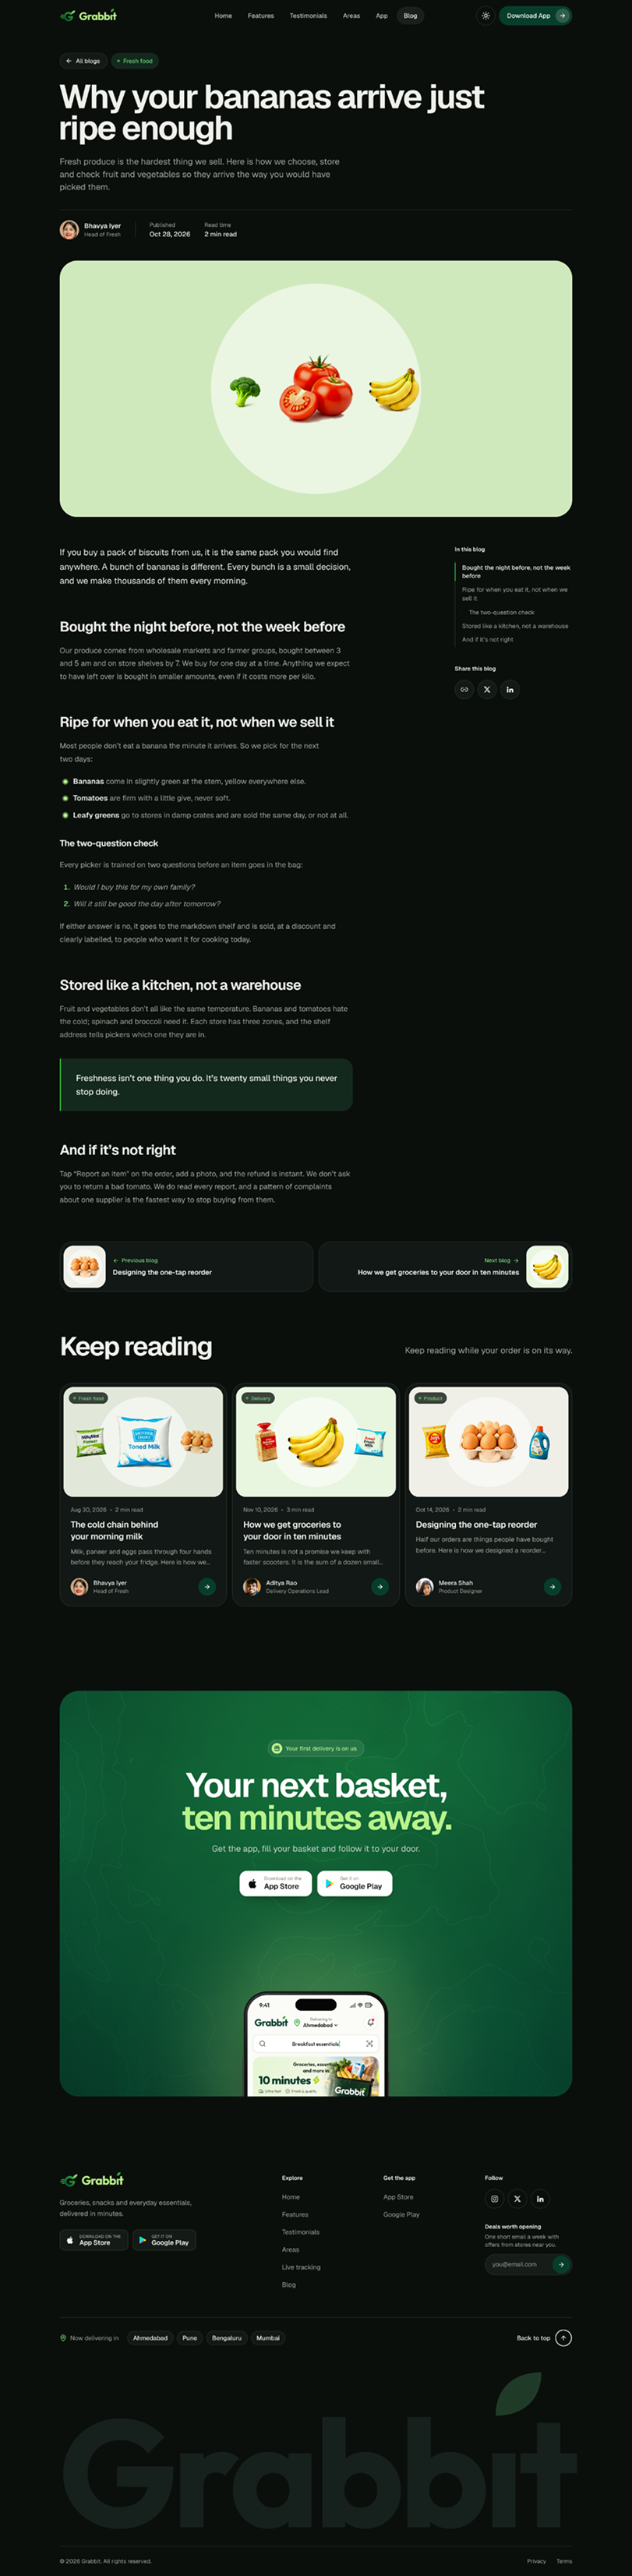 Grabbit
Home
Features
Testimonials
Areas
App
Blog
Download App
All blogs
Fresh food
Why your bananas arrive just
ripe enough
Fresh produce is the hardest thing we sell. Here is how we choose, store
and check fruit and vegetables so they arrive the way you would have
picked them.
Bhavya Iyer
Head of Fresh
Published
Oct 28, 2026
Read time
2 min read
If you buy a pack of biscuits from us, it is the same pack you would find
anywhere. A bunch of bananas is different. Every bunch is a small decision,
and we make thousands of them every morning.
In this blog
Bought the night before, not the week
before
Ripe for when you eat it, not when we
sell it
The two-question check
Stored like a kitchen, not a warehouse
And if it's not right
Share this blog
Bought the night before, not the week before
Our produce comes from wholesale markets and farmer groups, bought between 3
and 5 am and on store shelves by 7. We buy for one day at a time. Anything we expect
to have left over is bought in smaller amounts, even if it costs more per kilo.
Ripe for when you eat it, not when we sell it
Most people don't eat a banana the minute it arrives. So we pick for the next
two days:
Bananas come in slightly green at the stem, yellow everywhere else.
Tomatoes are firm with a little give, never soft.
Leafy greens go to stores in damp crates and are sold the same day, or not at all.
The two-question check
Every picker is trained on two questions before an item goes in the bag:
1. Would I buy this for my own family?
2. Will it still be good the day after tomorrow?
If either answer is no, it goes to the markdown shelf and is sold, at a discount and
clearly labelled, to people who want it for cooking today.
Stored like a kitchen, not a warehouse
Fruit and vegetables don't all like the same temperature. Bananas and tomatoes hate
the cold; spinach and broccoli need it. Each store has three zones, and the shelf
address tells pickers which one they are in.
Freshness isn't one thing you do. It's twenty small things you never
stop doing.
And if it's not right
Tap “Report an item” on the order, add a photo, and the refund is instant. We don't ask
you to return a bad tomato. We do read every report, and a pattern of complaints
about one supplier is the fastest way to stop buying from them.
Previous blog
Designing the one-tap reorder
Next blog
How we get groceries to your door in ten minutes
Keep reading
Keep reading while your order is on its way.
Fresh food
Toned Milk
Aug 30, 2026 • 2 min read
The cold chain behind
your morning milk
Milk, paneer and eggs pass through four hands
before they reach your fridge. Here is how we...
Bhavya Iyer
Head of Fresh
Delivery
Nov 10, 2026 • 3 min read
How we get groceries to
your door in ten minutes
Ten minutes is not a promise we keep with
faster scooters. It is the sum of a dozen small...
Aditya Rao
Delivery Operations Lead
Product
Oct 14, 2026 • 2 min read
Designing the one-tap reorder
Half our orders are things people have bought
before. Here is how we designed a reorder...
Meera Shah
Product Designer
Your first delivery is on us
Your next basket,
ten minutes away.
Get the app, fill your basket and follow it to your door.
Download on the
App Store
Get it on
Google Play
9:41
Grabbit
Delivering to
Ahmedabad
Breakfast essentials
Groceries, essent
and more in
10 minutes
Grabbit
Grabbit
Groceries, snacks and everyday essentials,
delivered in minutes.
DOWNLOAD ON THE
App Store
GET IT ON
Google Play
Explore
Home
Features
Testimonials
Areas
Live tracking
Blog
Get the app
App Store
Google Play
Follow
Deals worth opening
One short email a week with
offers from stores near you.
you@email.com
Now delivering in
Ahmedabad
Pune
Bengaluru
Mumbai
Back to top
Grabbit
© 2026 Grabbit. All rights reserved.
Privacy
Terms